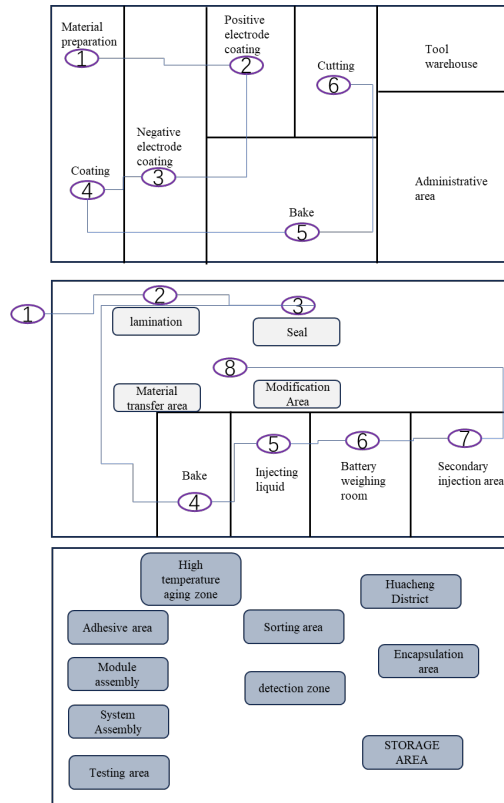 Material
preparation
1
Positive
electrode
coating
2
Cutting
6
Tool
warehouse
Negative
electrode
coating
3
Coating
4
Bake
5
Administrative
area
1
2
lamination
3
Seal
8
Material
transfer area
Modification
Area
Bake
4
5
Injecting
liquid
6
Battery
weighing
room
7
Secondary
injection area
High
temperature
aging zone
Huacheng
District
Adhesive area
Sorting area
Module
assembly
Encapsulation
area
detection zone
System
Assembly
STORAGE
AREA
Testing area